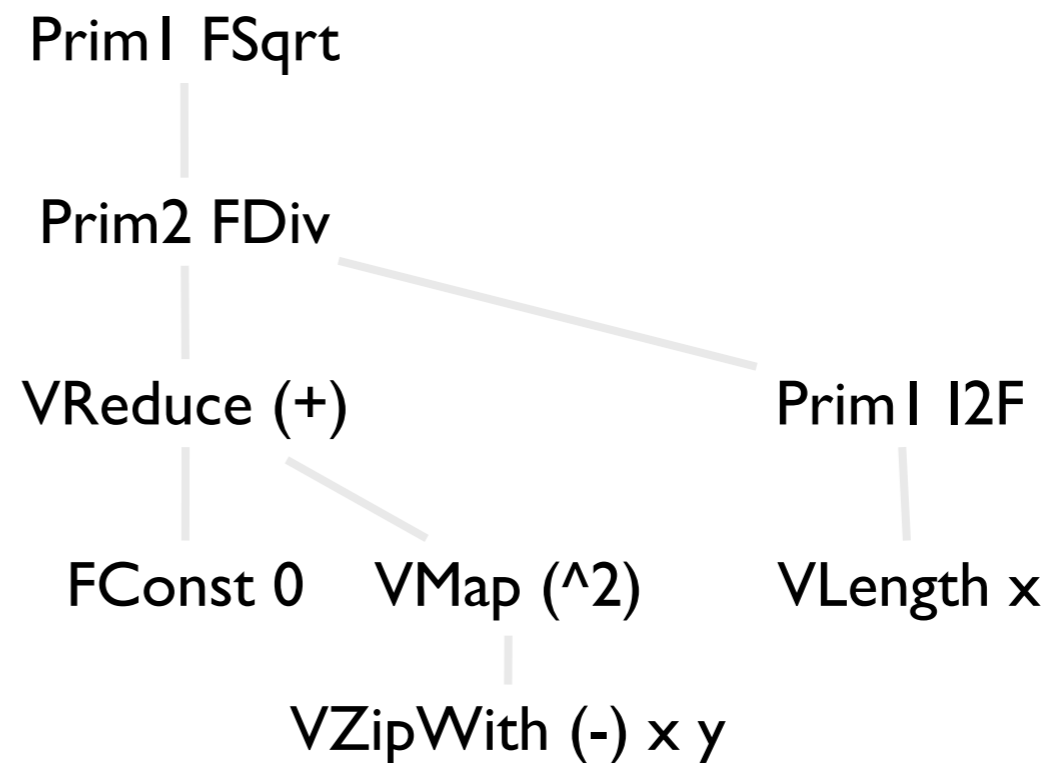 Prim1 FSqrt
Prim2 FDiv
VReduce (+)
Prim1 I2F
FConst 0
VMap (^2)
VLength x
VZipWith (-) x y